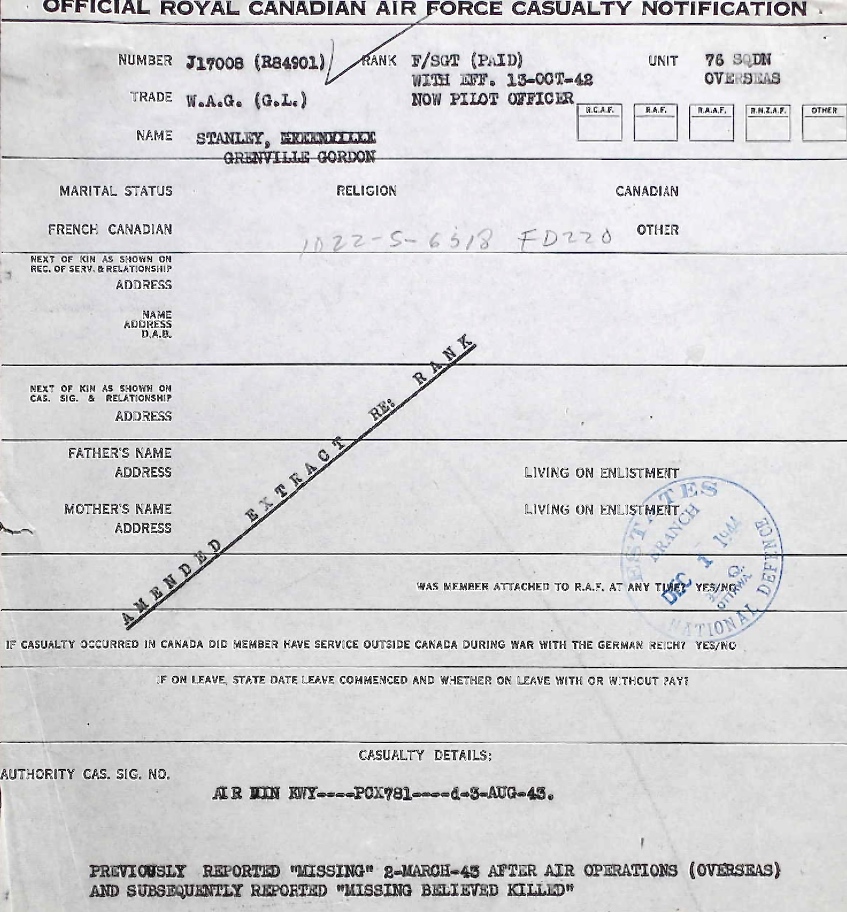 OFFICIAL ROYAL CANADIAN AIR FORCE CASUALTY NOTIFICATION
NUMBER J17008 (R84901) RANK F/SGT (PAID) UNIT 76 SQDN
WITH EFF. 13-OCT-42 OVERSEAS
TRADE W.A.G. (G.L.) NOW PILOT OFFICER
R.C.A.F. R.A.F. R.A.A.F. R.N.Z.A.F. OTHER
NAME STANLEY, GREENVILLE
GRENVILLE GORDON
MARITAL STATUS RELIGION CANADIAN
FRENCH CANADIAN OTHER
1022-S-6318 FD220
NEXT OF KIN AS SHOWN ON
REC. OF SERV. & RELATIONSHIP
ADDRESS
NAME
ADDRESS
D.A.B.
NEXT OF KIN AS SHOWN ON
CAS. SIG. & RELATIONSHIP
ADDRESS
AMENDED EXTRACT RE: RANK
FATHER'S NAME
ADDRESS LIVING ON ENLISTMENT
MOTHER'S NAME LIVING ON ENLISTMENT
ADDRESS
ESTATES
BRANCH
DEC 1 1944
OTTAWA
NATIONAL DEFENCE
WAS MEMBER ATTACHED TO R.A.F. AT ANY TIME? YES/NO
IF CASUALTY OCCURRED IN CANADA DID MEMBER HAVE SERVICE OUTSIDE CANADA DURING WAR WITH THE GERMAN REICH? YES/NO
IF ON LEAVE, STATE DATE LEAVE COMMENCED AND WHETHER ON LEAVE WITH OR WITHOUT PAY?
CASUALTY DETAILS:
AUTHORITY CAS. SIG. NO.
AIR MIN KWY----PCX781----d-3-AUG-43.
PREVIOUSLY REPORTED "MISSING" 2-MARCH-43 AFTER AIR OPERATIONS (OVERSEAS)
AND SUBSEQUENTLY REPORTED "MISSING BELIEVED KILLED"